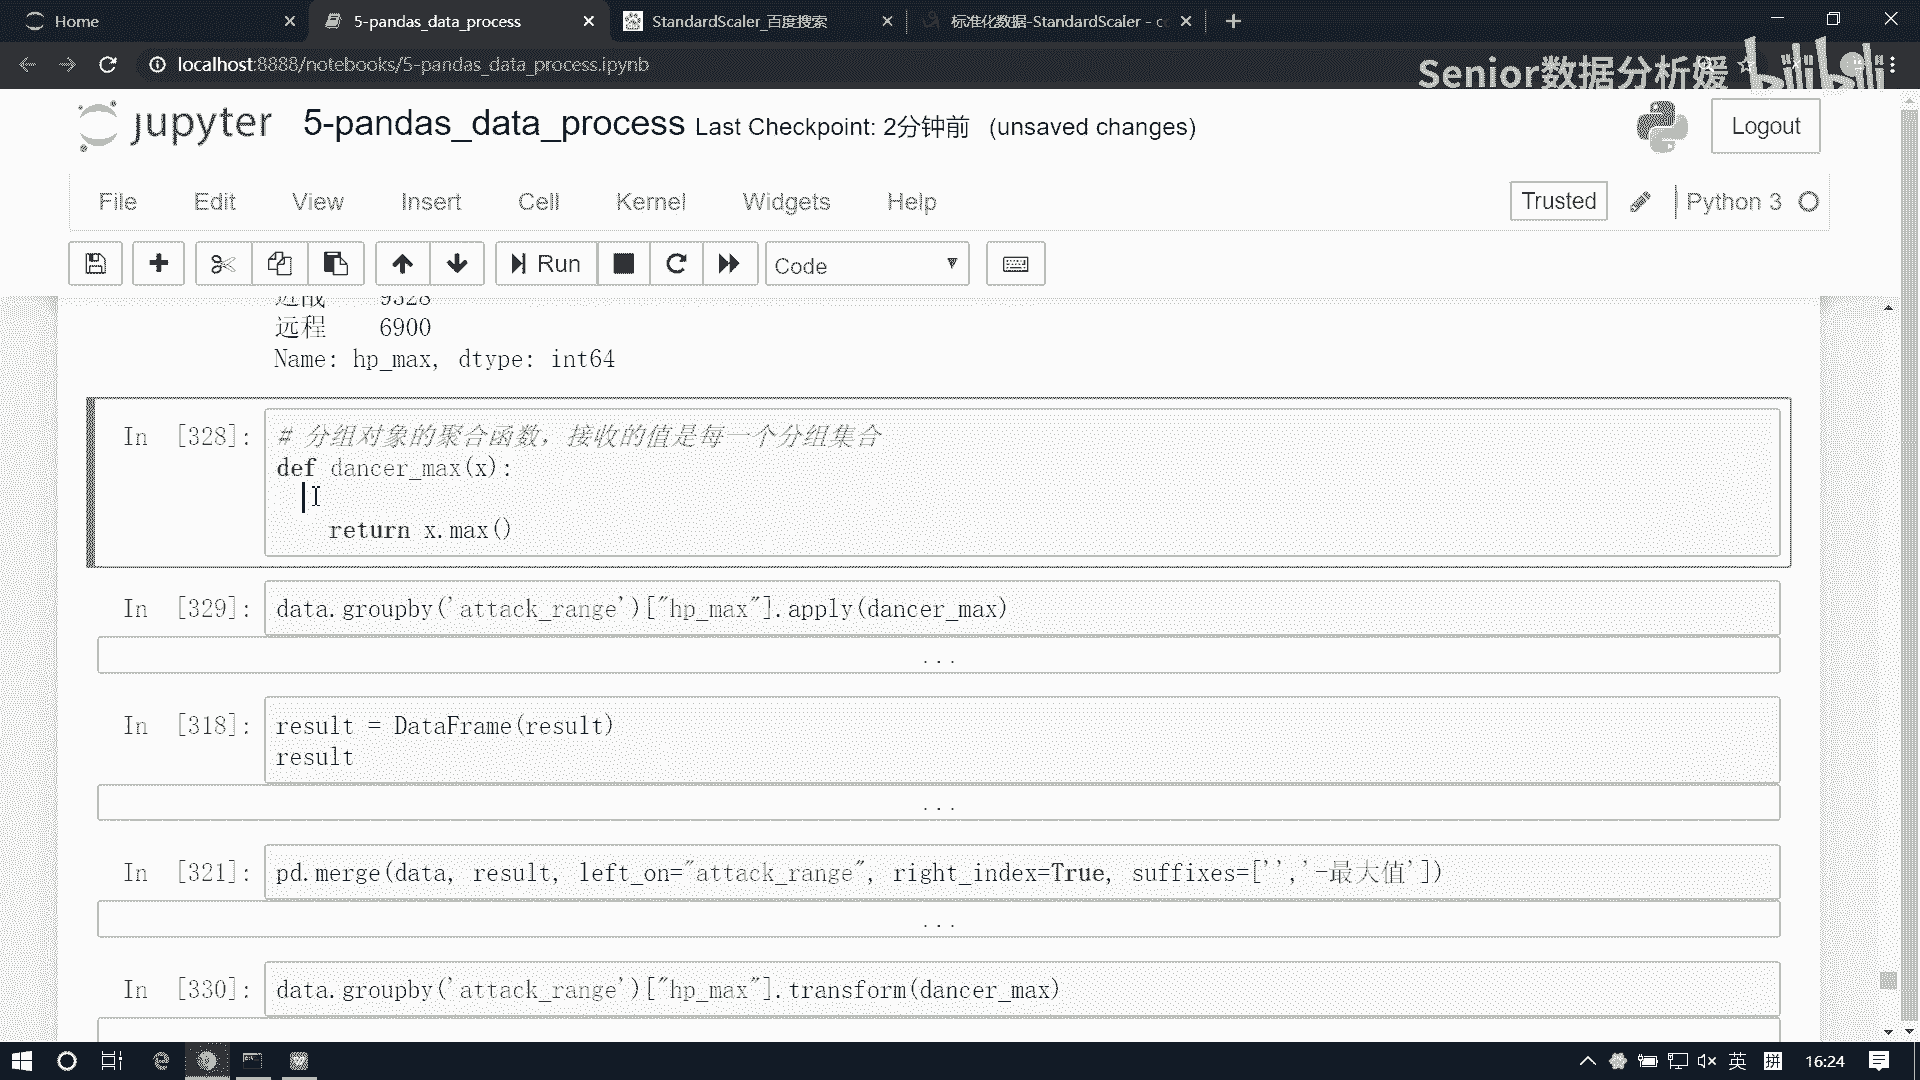 Home
5-pandas_data_process
StandardScaler_百度搜索
标准化数据-StandardScaler - c
localhost:8888/notebooks/5-pandas_data_process.ipynb
Senior数据分析媛 bilibili
jupyter 5-pandas_data_process Last Checkpoint: 2分钟前 (unsaved changes)
Logout
File Edit View Insert Cell Kernel Widgets Help
Trusted Python 3
Run Code
近战 9328
远程 6900
Name: hp_max, dtype: int64
In [328]: # 分组对象的聚合函数，接收的值是每一个分组集合
def dancer_max(x):
return x.max()
In [329]: data.groupby('attack_range')["hp_max"].apply(dancer_max)
...
In [318]: result = DataFrame(result)
result
...
In [321]: pd.merge(data, result, left_on="attack_range", right_index=True, suffixes=['','-最大值'])
...
In [330]: data.groupby('attack_range')["hp_max"].transform(dancer_max)
英 拼 16:24